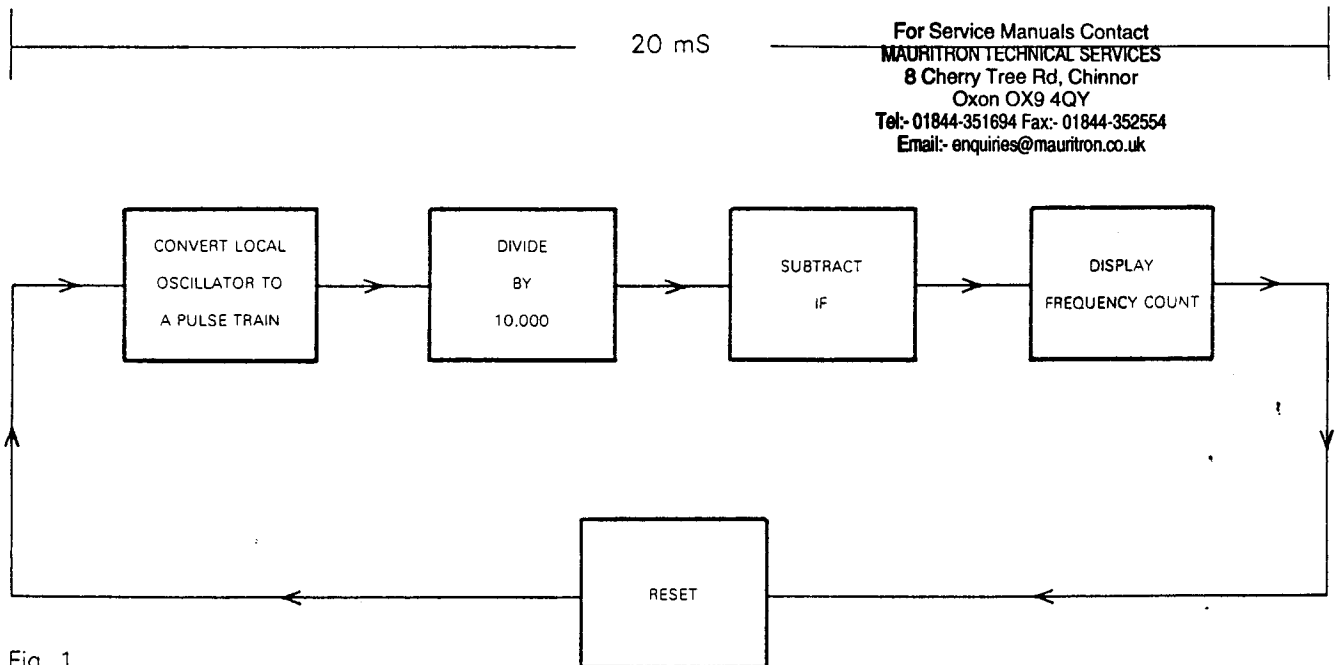 20 mS
For Service Manuals Contact
MAURITRON TECHNICAL SERVICES
8 Cherry Tree Rd, Chinnor
Oxon OX9 4QY
Tel:- 01844-351694 Fax:- 01844-352554
Email:- enquiries@mauritron.co.uk
CONVERT LOCAL
OSCILLATOR TO
A PULSE TRAIN
DIVIDE
BY
10.000
SUBTRACT
IF
DISPLAY
FREQUENCY COUNT
RESET
Fig. 1